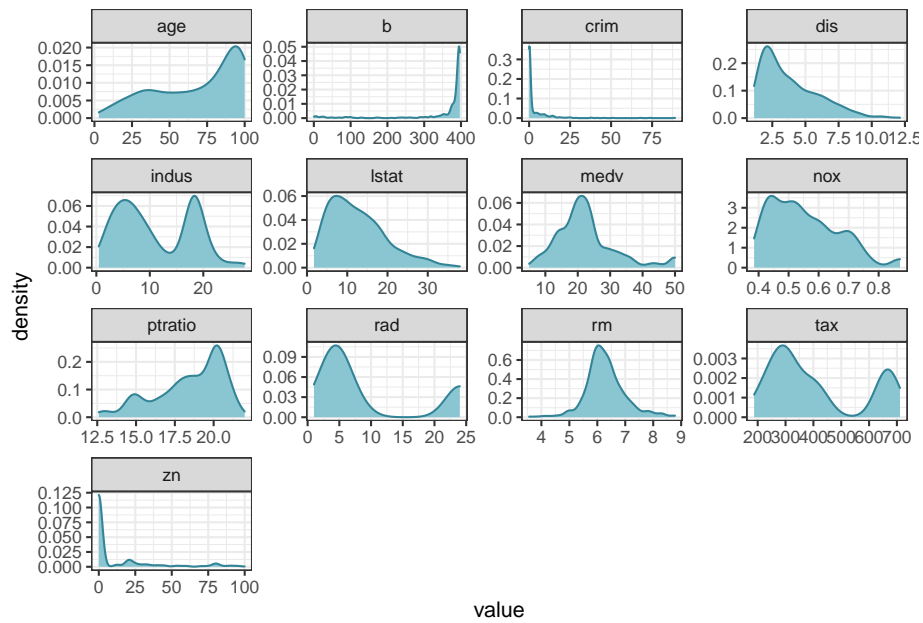 age b crim dis
0.020
0.015
0.010
0.005
0.000
0 25 50 75 100
0.05
0.04
0.03
0.02
0.01
0.00
0 100 200 300 400
0.3
0.2
0.1
0.0
0 25 50 75
0.2
0.1
0.0
2.5 5.0 7.5 10.0 12.5
indus lstat medv nox
0.06
0.04
0.02
0.00
0 10 20
0.06
0.04
0.02
0.00
10 20 30
0.06
0.04
0.02
0.00
10 20 30 40 50
3
2
1
0
0.4 0.5 0.6 0.7 0.8
density
ptratio rad rm tax
0.2
0.1
0.0
12.5 15.0 17.5 20.0
0.09
0.06
0.03
0.00
0 5 10 15 20 25
0.6
0.4
0.2
0.0
4 5 6 7 8 9
0.003
0.002
0.001
0.000
200 300 400 500 600 700
zn
0.125
0.100
0.075
0.050
0.025
0.000
0 25 50 75 100
value